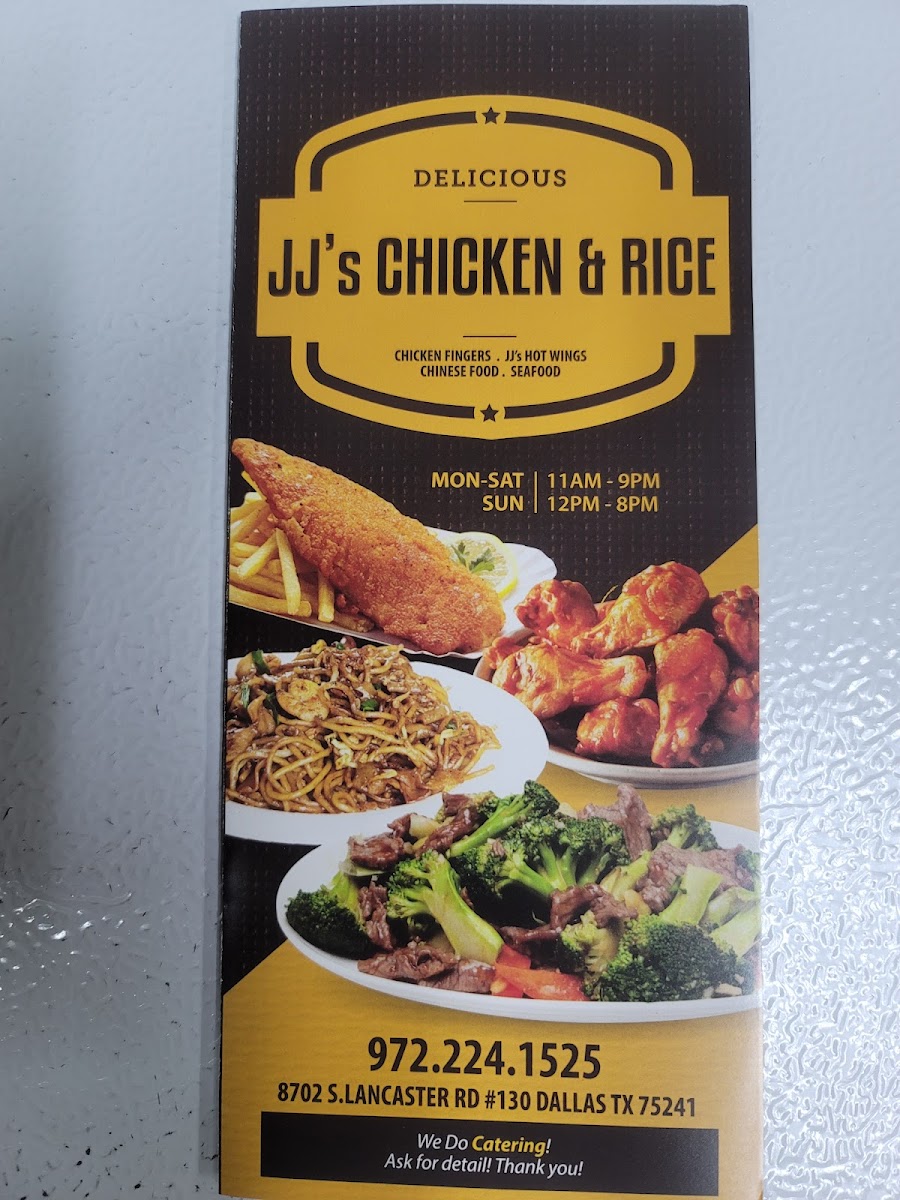 DELICIOUS
JJ's CHICKEN & RICE
CHICKEN FINGERS . JJ's HOT WINGS
CHINESE FOOD . SEAFOOD
MON-SAT | 11AM - 9PM
SUN | 12PM - 8PM
972.224.1525
8702 S.LANCASTER RD #130 DALLAS TX 75241
We Do Catering!
Ask for detail! Thank you!